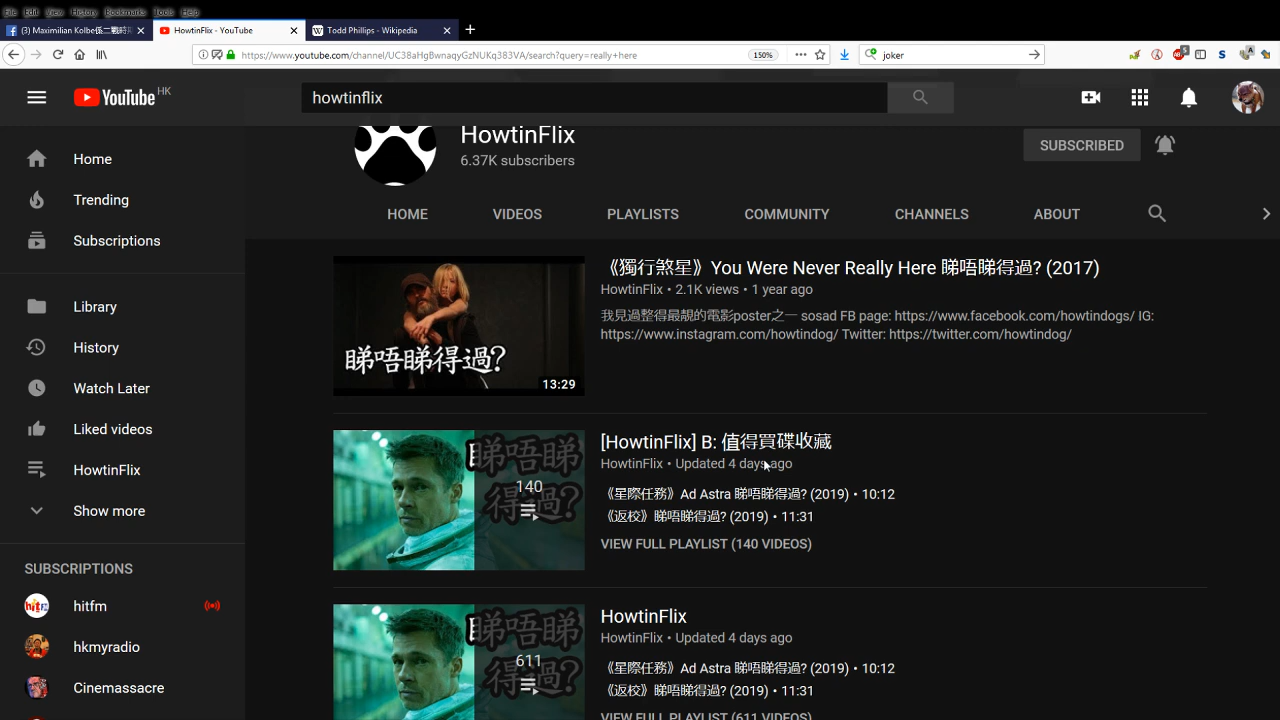 File Edit View History Bookmarks Tools Help
(3) Maximilian Kolbe係二戰時期
HowtinFlix - YouTube
Todd Phillips - Wikipedia
https://www.youtube.com/channel/UC38aHgBwnaqyGzNUKq383VA/search?query=really+here
150%
joker
YouTube HK
howtinflix
HowtinFlix
6.37K subscribers
SUBSCRIBED
HOME VIDEOS PLAYLISTS COMMUNITY CHANNELS ABOUT
Home
Trending
Subscriptions
Library
History
Watch Later
Liked videos
HowtinFlix
Show more
SUBSCRIPTIONS
hitfm
hkmyradio
Cinemassacre
睇唔睇得過?
13:29
《獨行煞星》You Were Never Really Here 睇唔睇得過? (2017)
HowtinFlix • 2.1K views • 1 year ago
我見過整得最靚的電影poster之一 sosad FB page: https://www.facebook.com/howtindogs/ IG:
https://www.instagram.com/howtindog/ Twitter: https://twitter.com/howtindog/
睇唔睇
得過?
140
[HowtinFlix] B: 值得買碟收藏
HowtinFlix • Updated 4 days ago
《星際任務》Ad Astra 睇唔睇得過? (2019) • 10:12
《返校》睇唔睇得過? (2019) • 11:31
VIEW FULL PLAYLIST (140 VIDEOS)
睇唔睇
得過?
611
HowtinFlix
HowtinFlix • Updated 4 days ago
《星際任務》Ad Astra 睇唔睇得過? (2019) • 10:12
《返校》睇唔睇得過? (2019) • 11:31
VIEW FULL PLAYLIST (611 VIDEOS)